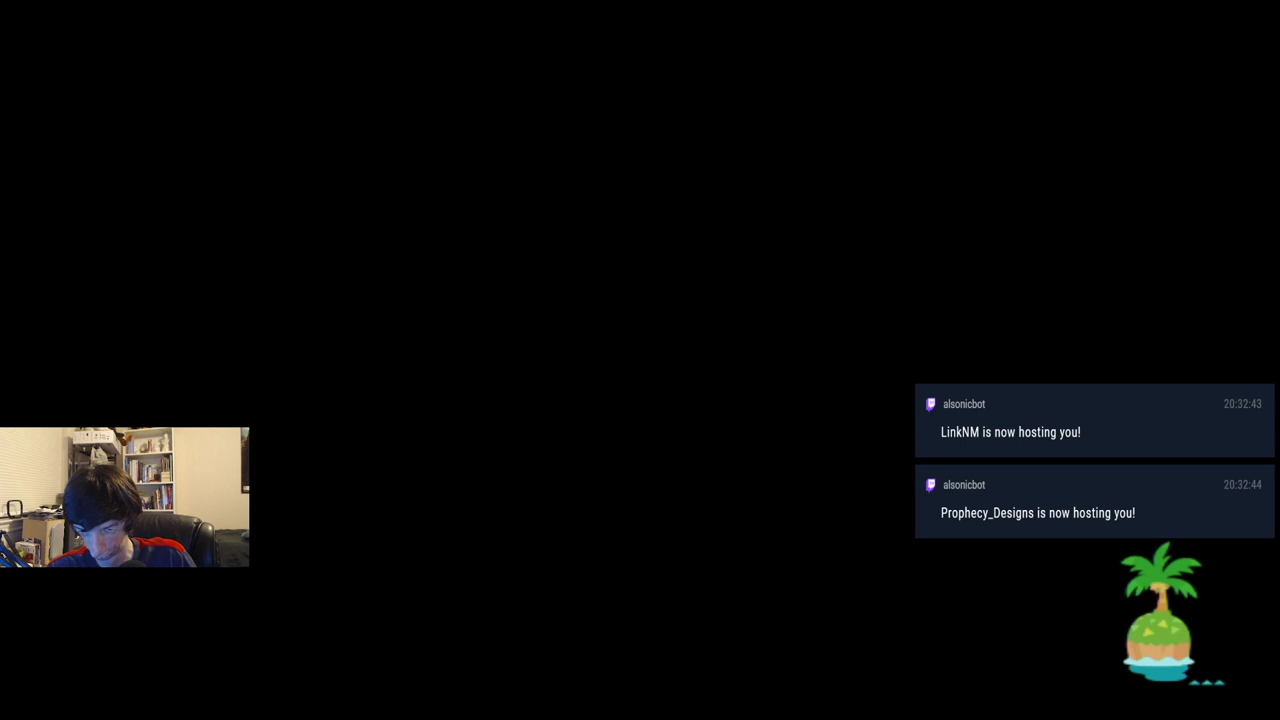 alsonicbot 20:32:43
LinkNM is now hosting you!
alsonicbot 20:32:44
Prophecy_Designs is now hosting you!